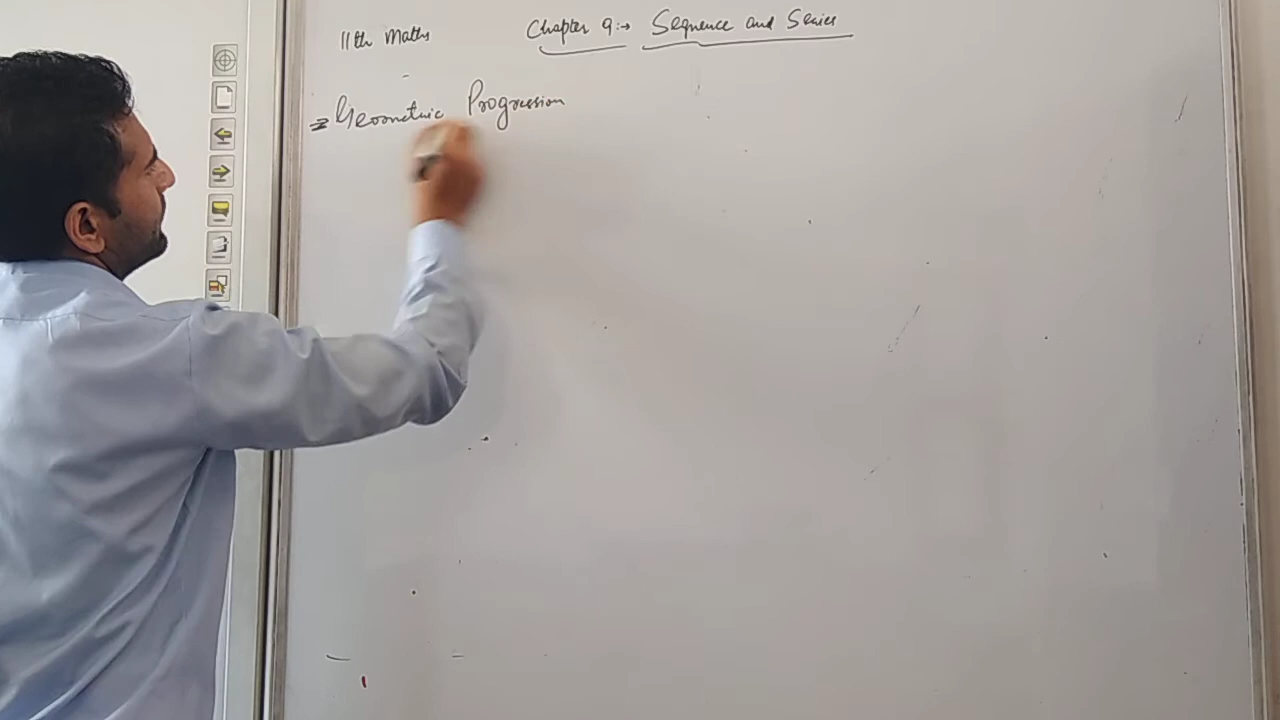 11th Maths Chapter 9:→ Sequence and Series
⇒ Geometric Progression